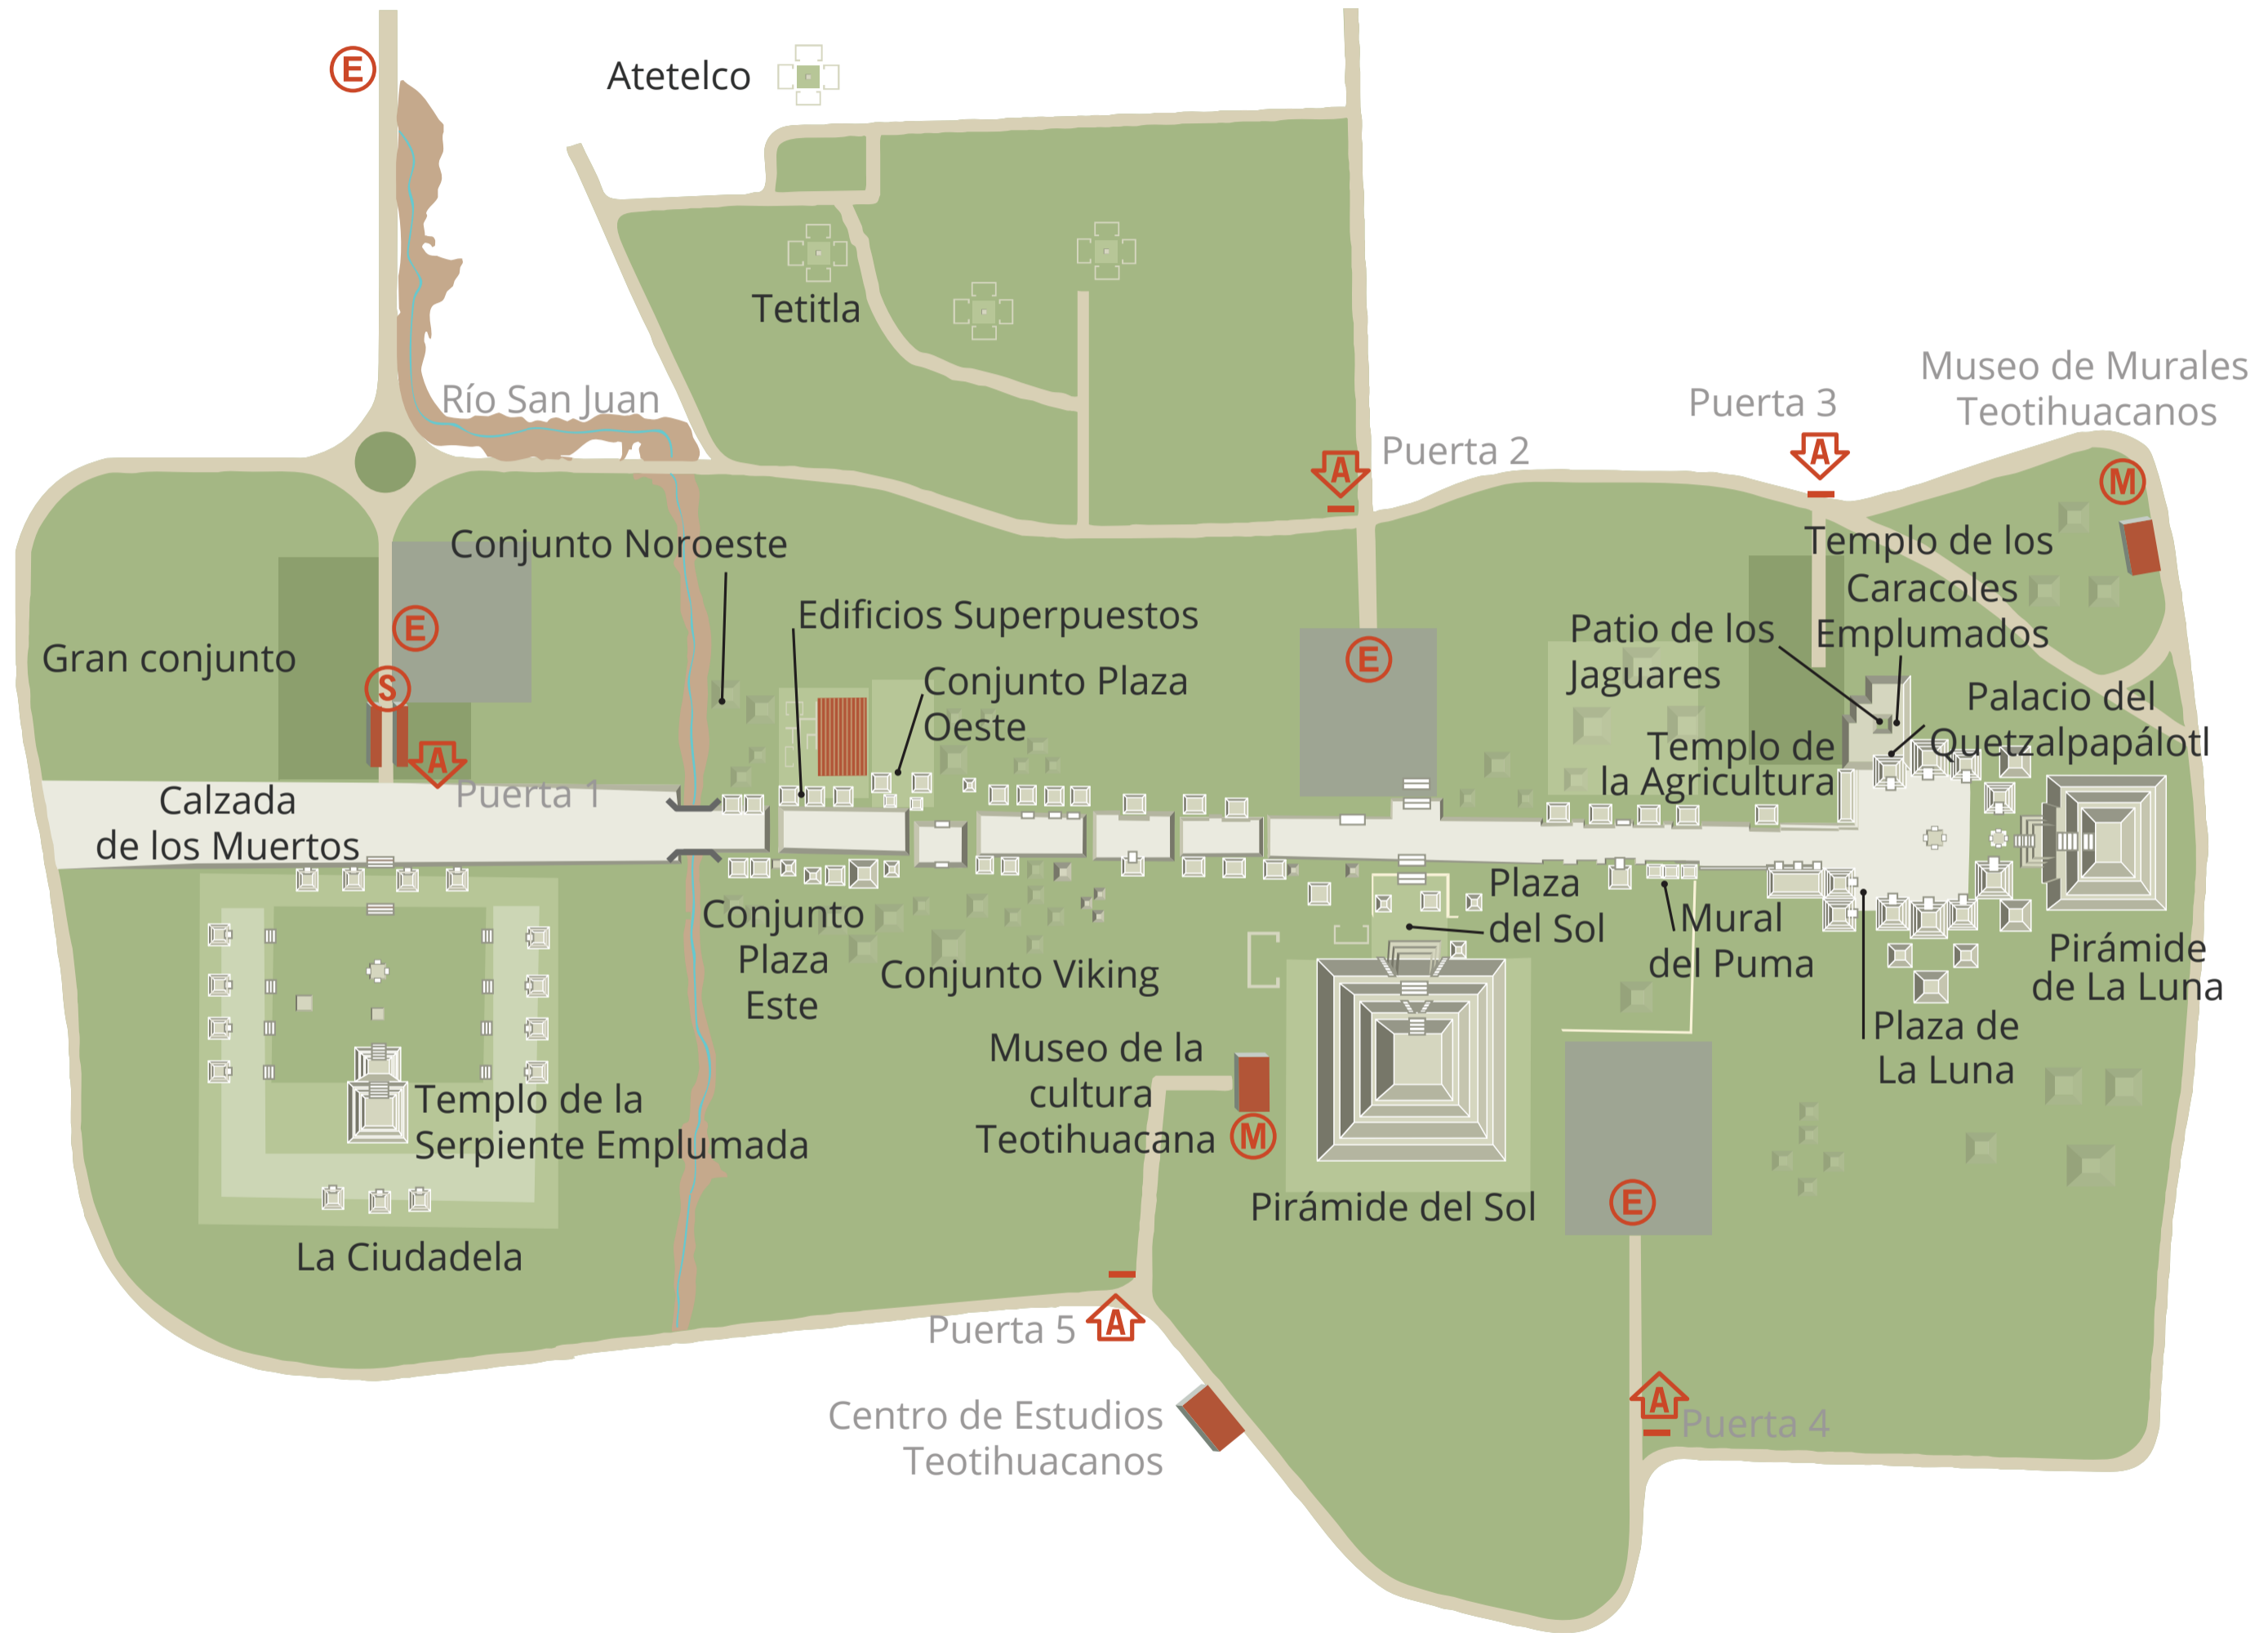 E
Atetelco
Tetitla
Río San Juan
Museo de Murales
Teotihuacanos
Puerta 3
A
Puerta 2
A
M
Conjunto Noroeste
Templo de los
Caracoles
Emplumados
Edificios Superpuestos
Patio de los
Jaguares
E
Gran conjunto
E
S
Conjunto Plaza
Oeste
Palacio del
Quetzalpapálotl
Templo de
la Agricultura
A
Puerta 1
Calzada
de los Muertos
Plaza
del Sol
Conjunto
Plaza
Este
Mural
del Puma
Conjunto Viking
Pirámide
de La Luna
Plaza de
La Luna
Museo de la
cultura
Teotihuacana
M
Templo de la
Serpiente Emplumada
Pirámide del Sol
E
La Ciudadela
Puerta 5
A
A
Puerta 4
Centro de Estudios
Teotihuacanos